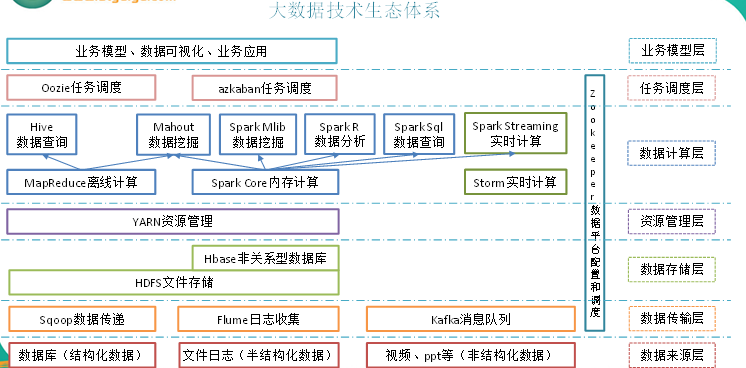 大数据技术生态体系
业务模型、数据可视化、业务应用
业务模型层
Oozie任务调度
azkaban任务调度
任务调度层
Hive
数据查询
Mahout
数据挖掘
Spark Mlib
数据挖掘
Spark R
数据分析
Spark Sql
数据查询
Spark Streaming
实时计算
数据计算层
MapReduce离线计算
Spark Core内存计算
Storm实时计算
Zookeeper数据平台配置和调度
YARN资源管理
资源管理层
Hbase非关系型数据库
HDFS文件存储
数据存储层
Sqoop数据传递
Flume日志收集
Kafka消息队列
数据传输层
数据库（结构化数据）
文件日志（半结构化数据）
视频、ppt等（非结构化数据）
数据来源层